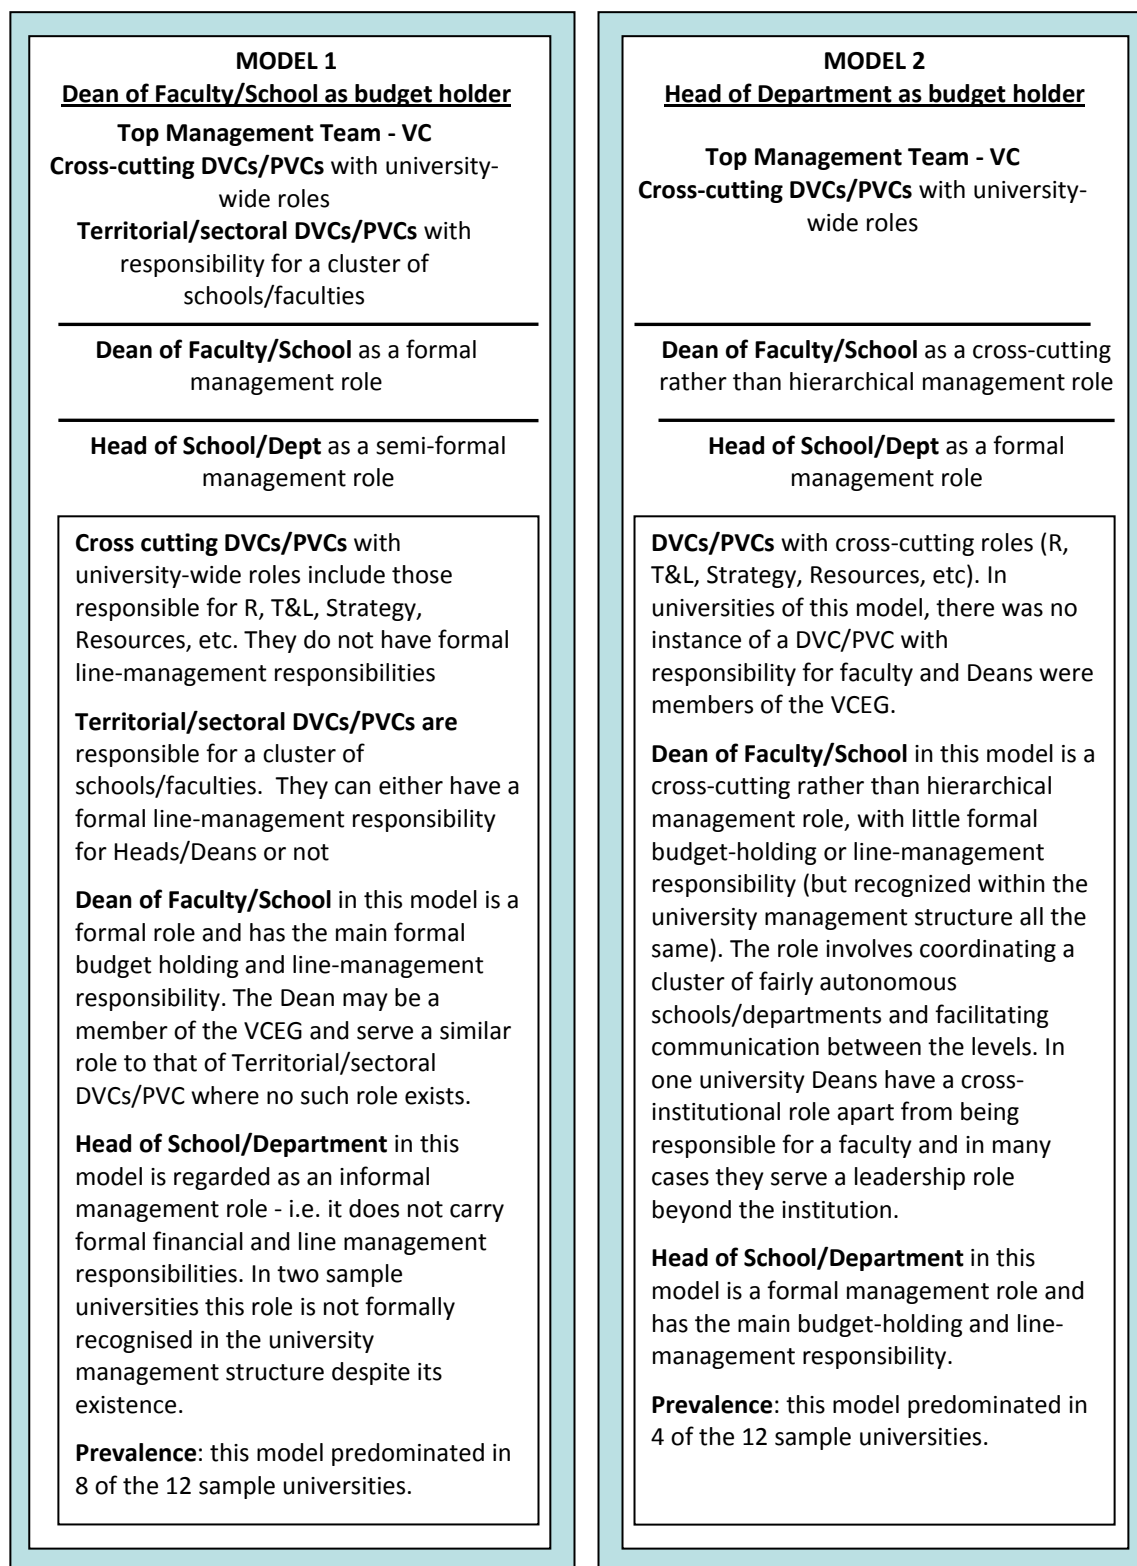 MODEL 1
Dean of Faculty/School as budget holder
Top Management Team - VC
Cross-cutting DVCs/PVCs with university-
wide roles
Territorial/sectoral DVCs/PVCs with
responsibility for a cluster of
schools/faculties
Dean of Faculty/School as a formal
management role
Head of School/Dept as a semi-formal
management role
Cross cutting DVCs/PVCs with
university-wide roles include those
responsible for R, T&L, Strategy,
Resources, etc. They do not have formal
line-management responsibilities
Territorial/sectoral DVCs/PVCs are
responsible for a cluster of
schools/faculties.  They can either have a
formal line-management responsibility
for Heads/Deans or not
Dean of Faculty/School in this model is a
formal role and has the main formal
budget holding and line-management
responsibility. The Dean may be a
member of the VCEG and serve a similar
role to that of Territorial/sectoral
DVCs/PVC where no such role exists.
Head of School/Department in this
model is regarded as an informal
management role - i.e. it does not carry
formal financial and line management
responsibilities. In two sample
universities this role is not formally
recognised in the university
management structure despite its
existence.
Prevalence: this model predominated in
8 of the 12 sample universities.
MODEL 2
Head of Department as budget holder
Top Management Team - VC
Cross-cutting DVCs/PVCs with university-
wide roles
Dean of Faculty/School as a cross-cutting
rather than hierarchical management role
Head of School/Dept as a formal
management role
DVCs/PVCs with cross-cutting roles (R,
T&L, Strategy, Resources, etc). In
universities of this model, there was no
instance of a DVC/PVC with
responsibility for faculty and Deans were
members of the VCEG.
Dean of Faculty/School in this model is a
cross-cutting rather than hierarchical
management role, with little formal
budget-holding or line-management
responsibility (but recognized within the
university management structure all the
same). The role involves coordinating a
cluster of fairly autonomous
schools/departments and facilitating
communication between the levels. In
one university Deans have a cross-
institutional role apart from being
responsible for a faculty and in many
cases they serve a leadership role
beyond the institution.
Head of School/Department in this
model is a formal management role and
has the main budget-holding and line-
management responsibility.
Prevalence: this model predominated in
4 of the 12 sample universities.